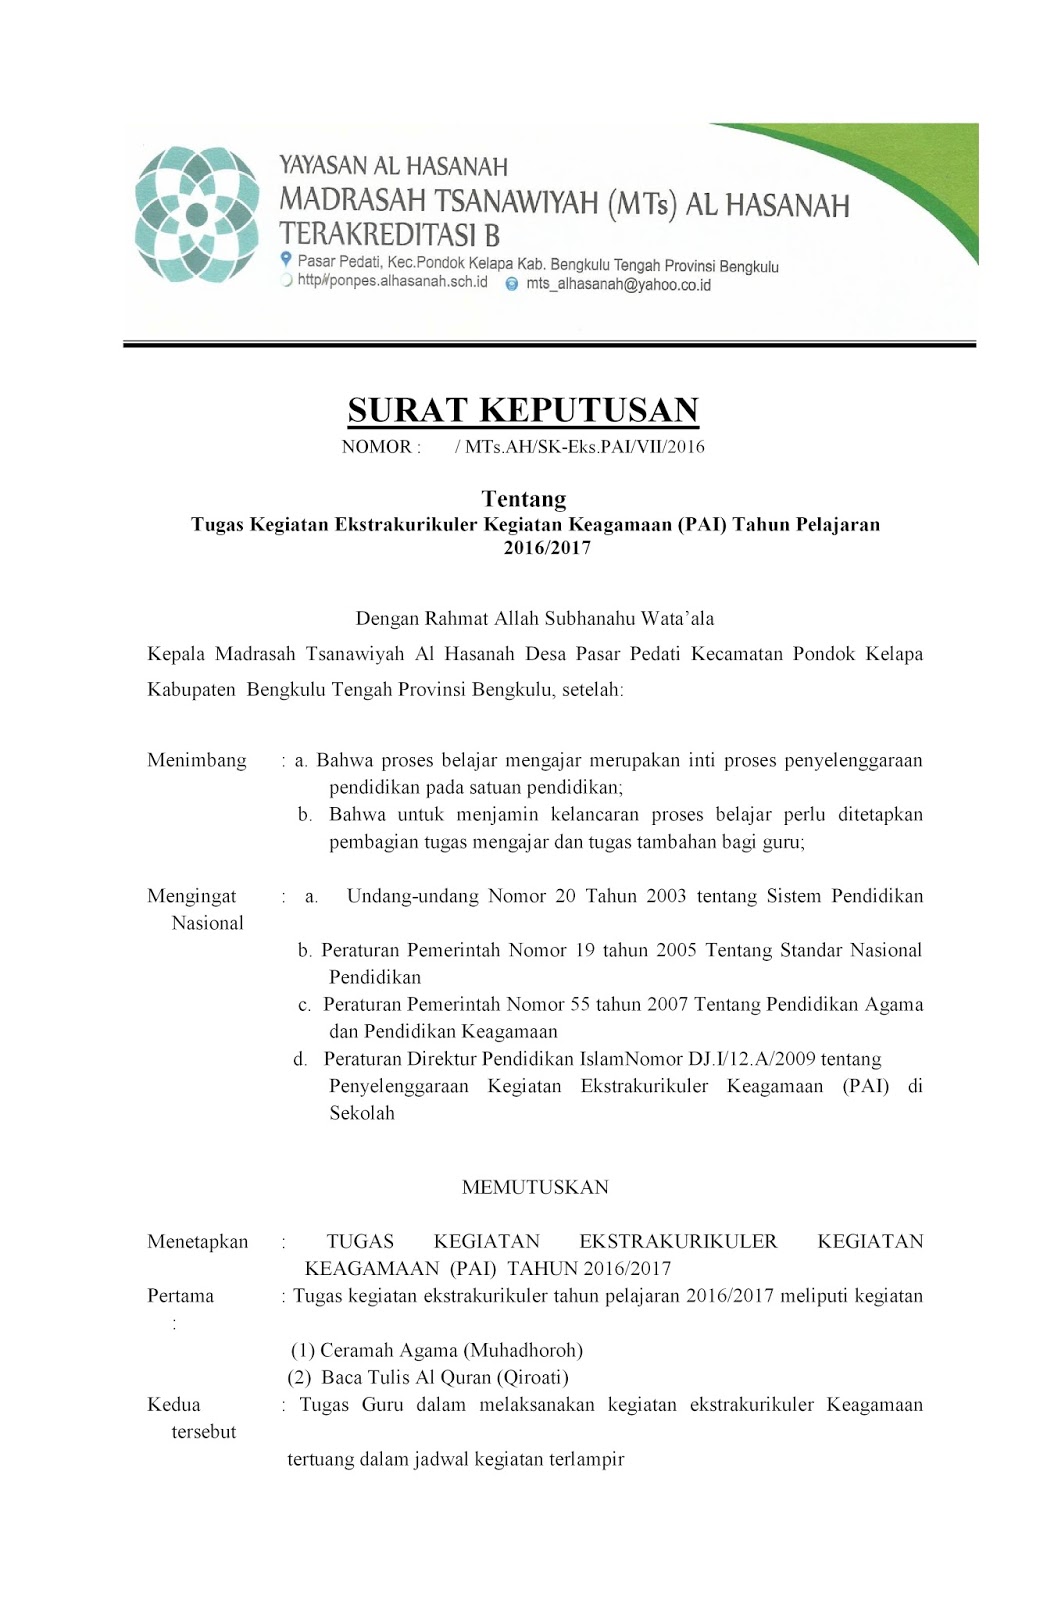 YAYASAN AL HASANAH
MADRASAH TSANAWIYAH (MTs) AL HASANAH
TERAKREDITASI B
Pasar Pedati, Kec.Pondok Kelapa Kab. Bengkulu Tengah Provinsi Bengkulu
http//ponpes.alhasanah.sch.id mts_alhasanah@yahoo.co.id
SURAT KEPUTUSAN
NOMOR : / MTs.AH/SK-Eks.PAI/VII/2016
Tentang
Tugas Kegiatan Ekstrakurikuler Kegiatan Keagamaan (PAI) Tahun Pelajaran
2016/2017
Dengan Rahmat Allah Subhanahu Wata’ala
Kepala Madrasah Tsanawiyah Al Hasanah Desa Pasar Pedati Kecamatan Pondok Kelapa
Kabupaten Bengkulu Tengah Provinsi Bengkulu, setelah:
Menimbang : a. Bahwa proses belajar mengajar merupakan inti proses penyelenggaraan
pendidikan pada satuan pendidikan;
b. Bahwa untuk menjamin kelancaran proses belajar perlu ditetapkan
pembagian tugas mengajar dan tugas tambahan bagi guru;
Mengingat : a. Undang-undang Nomor 20 Tahun 2003 tentang Sistem Pendidikan
Nasional
b. Peraturan Pemerintah Nomor 19 tahun 2005 Tentang Standar Nasional
Pendidikan
c. Peraturan Pemerintah Nomor 55 tahun 2007 Tentang Pendidikan Agama
dan Pendidikan Keagamaan
d. Peraturan Direktur Pendidikan IslamNomor DJ.I/12.A/2009 tentang
Penyelenggaraan Kegiatan Ekstrakurikuler Keagamaan (PAI) di
Sekolah
MEMUTUSKAN
Menetapkan : TUGAS KEGIATAN EKSTRAKURIKULER KEGIATAN
KEAGAMAAN (PAI) TAHUN 2016/2017
Pertama : Tugas kegiatan ekstrakurikuler tahun pelajaran 2016/2017 meliputi kegiatan
:
(1) Ceramah Agama (Muhadhoroh)
(2) Baca Tulis Al Quran (Qiroati)
Kedua : Tugas Guru dalam melaksanakan kegiatan ekstrakurikuler Keagamaan
tersebut
tertuang dalam jadwal kegiatan terlampir